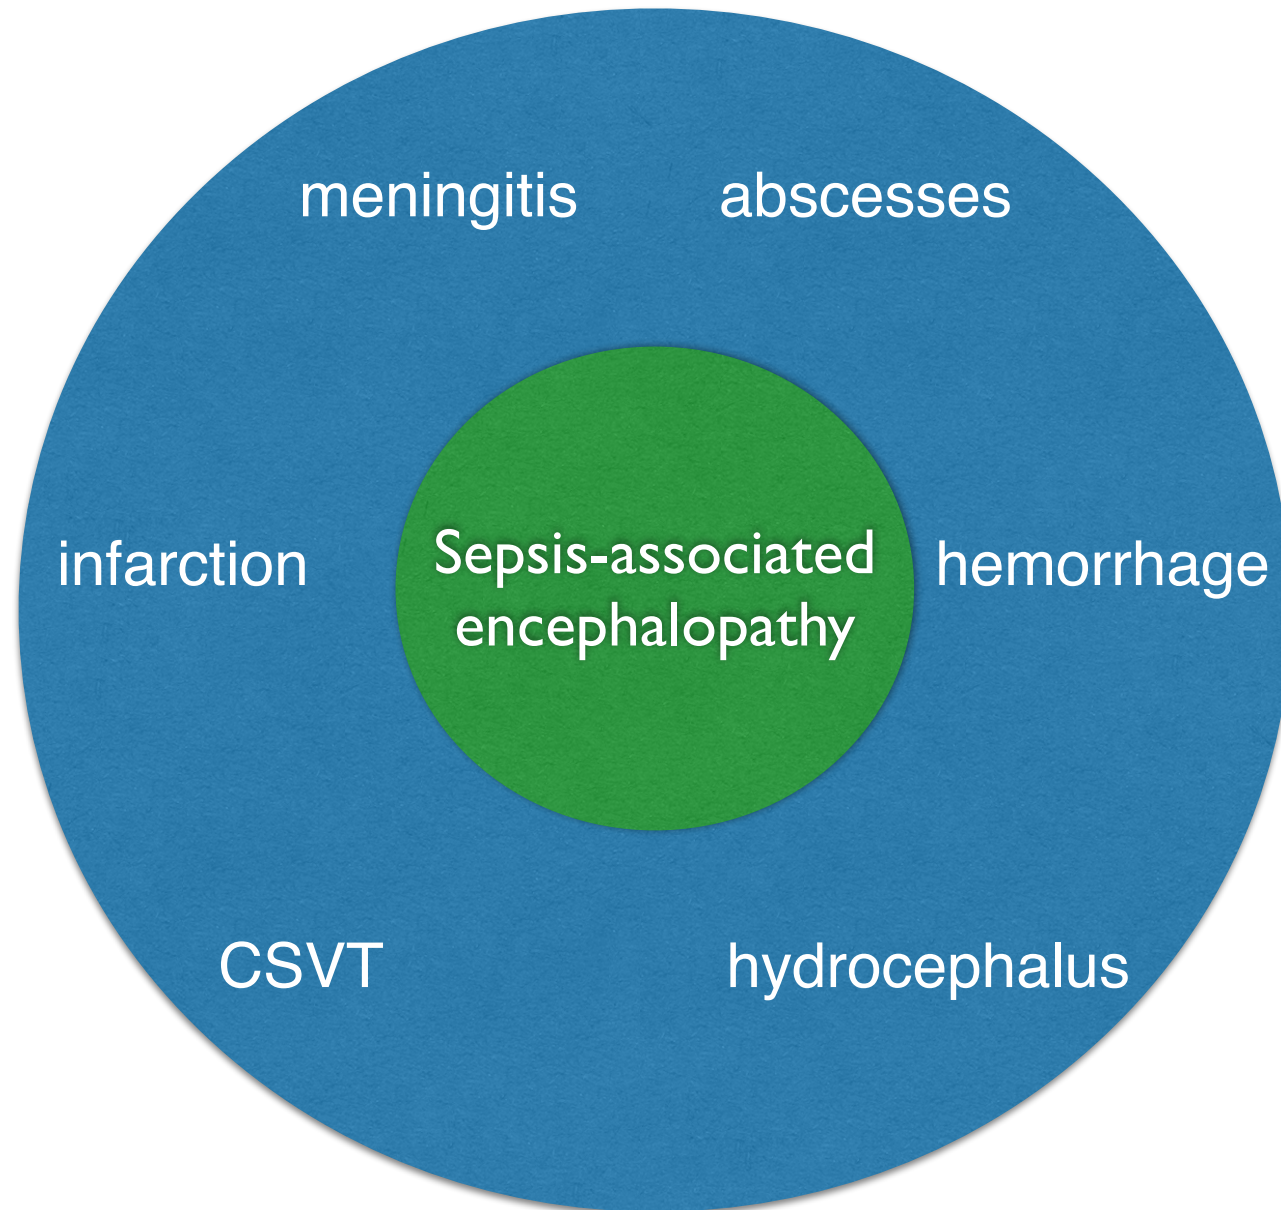 meningitis
abscesses
infarction
Sepsis-associated
encephalopathy
hemorrhage
CSVT
hydrocephalus